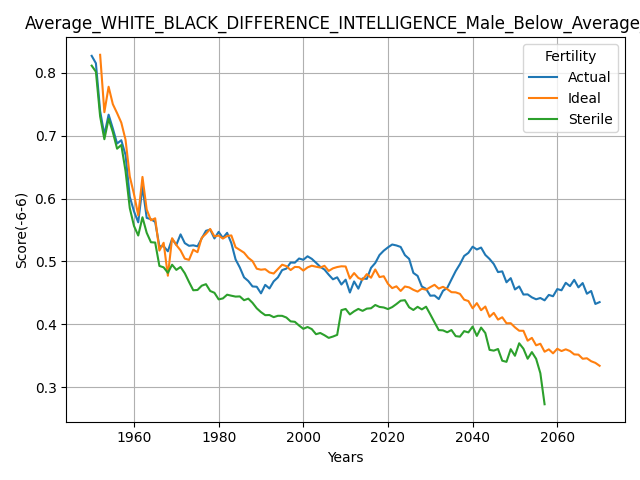 Average_WHITE_BLACK_DIFFERENCE_INTELLIGENCE_Male_Below_Average
Fertility
Actual
Ideal
Sterile
Score(-6-6)
0.8
0.7
0.6
0.5
0.4
0.3
1960 1980 2000 2020 2040 2060
Years